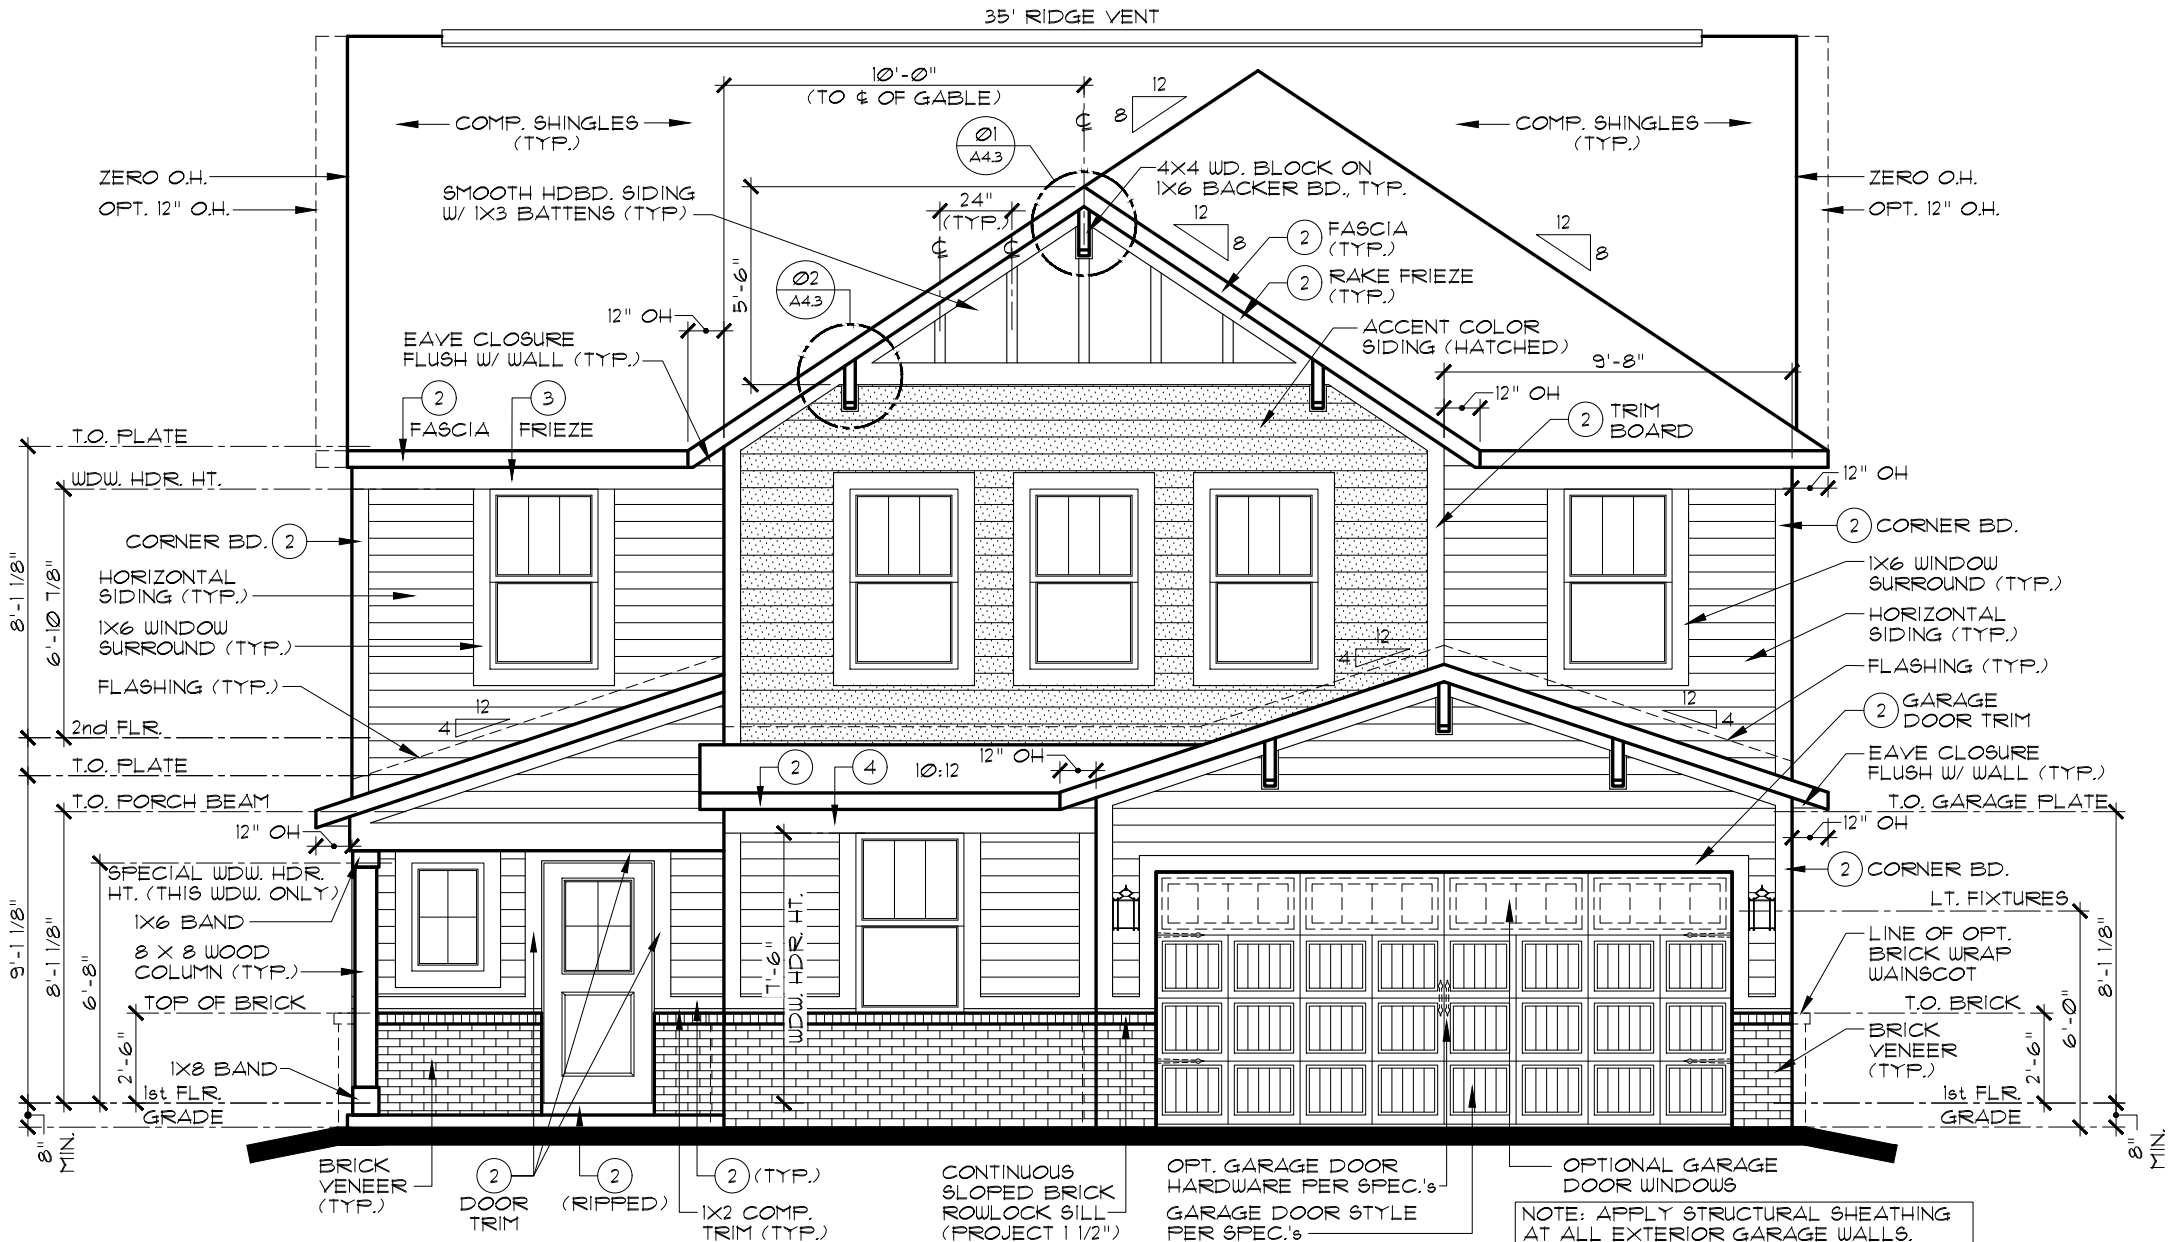 35' RIDGE VENT
10'-0"
(TO ℄ OF GABLE)
12
8
℄
COMP. SHINGLES
(TYP.)
COMP. SHINGLES
(TYP.)
01
A4.3
ZERO O.H.
OPT. 12" O.H.
SMOOTH HDBD. SIDING
W/ 1X3 BATTENS (TYP)
4X4 WD. BLOCK ON
1X6 BACKER BD., TYP.
ZERO O.H.
OPT. 12" O.H.
24"
(TYP.)
℄
℄
12
8
2
FASCIA
(TYP.)
12
8
2
RAKE FRIEZE
(TYP.)
5'-6"
02
A4.3
12" OH
EAVE CLOSURE
FLUSH W/ WALL (TYP.)
ACCENT COLOR
SIDING (HATCHED)
9'-8"
12" OH
2
FASCIA
3
FRIEZE
2
TRIM
BOARD
T.O. PLATE
WDW. HDR. HT.
12" OH
CORNER BD.
2
2
CORNER BD.
8'-1 1/8"
6'-10 7/8"
HORIZONTAL
SIDING (TYP.)
1X6 WINDOW
SURROUND (TYP.)
1X6 WINDOW
SURROUND (TYP.)
HORIZONTAL
SIDING (TYP.)
12
4
FLASHING (TYP.)
FLASHING (TYP.)
12
4
12
4
2
GARAGE
DOOR TRIM
2nd FLR.
T.O. PLATE
2
4
10:12
12" OH
EAVE CLOSURE
FLUSH W/ WALL (TYP.)
T.O. PORCH BEAM
T.O. GARAGE PLATE
12" OH
12" OH
SPECIAL WDW. HDR.
HT. (THIS WDW. ONLY)
2
CORNER BD.
1X6 BAND
LT. FIXTURES
8 X 8 WOOD
COLUMN (TYP.)
LINE OF OPT.
BRICK WRAP
WAINSCOT
9'-1 1/8"
8'-1 1/8"
6'-8"
7'-6"
WDW. HDR. HT.
8'-1 1/8"
6'-0"
TOP OF BRICK
T.O. BRICK
2'-6"
2'-6"
BRICK
VENEER
(TYP.)
1X8 BAND
1st FLR.
GRADE
1st FLR.
GRADE
8"
MIN.
8"
MIN.
BRICK
VENEER
(TYP.)
2
DOOR
TRIM
2
(RIPPED)
2
(TYP.)
1X2 COMP.
TRIM (TYP.)
CONTINUOUS
SLOPED BRICK
ROWLOCK SILL
(PROJECT 1 1/2")
OPT. GARAGE DOOR
HARDWARE PER SPEC.'s
GARAGE DOOR STYLE
PER SPEC.'s
OPTIONAL GARAGE
DOOR WINDOWS
NOTE: APPLY STRUCTURAL SHEATHING
AT ALL EXTERIOR GARAGE WALLS.